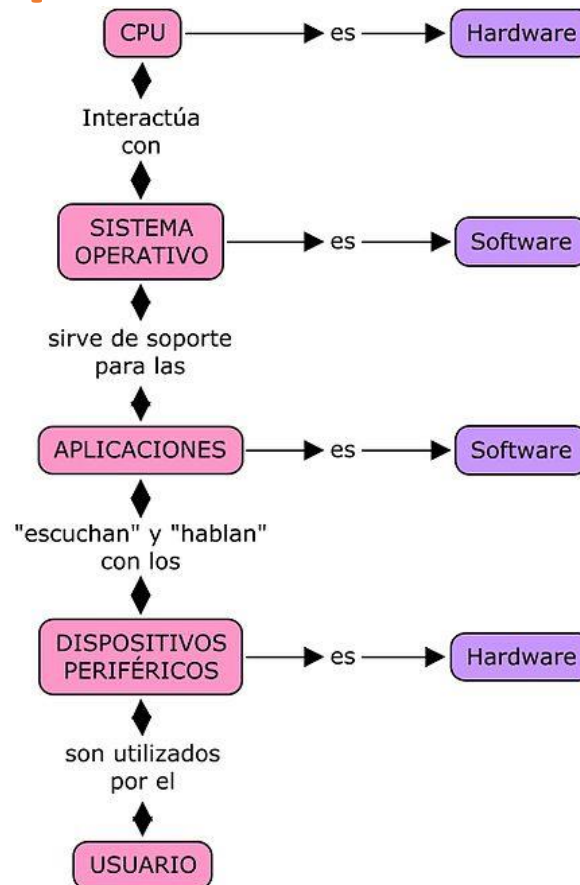 CPU
es
Hardware
Interactúa
con
SISTEMA
OPERATIVO
es
Software
sirve de soporte
para las
APLICACIONES
es
Software
"escuchan" y "hablan"
con los
DISPOSITIVOS
PERIFÉRICOS
es
Hardware
son utilizados
por el
USUARIO